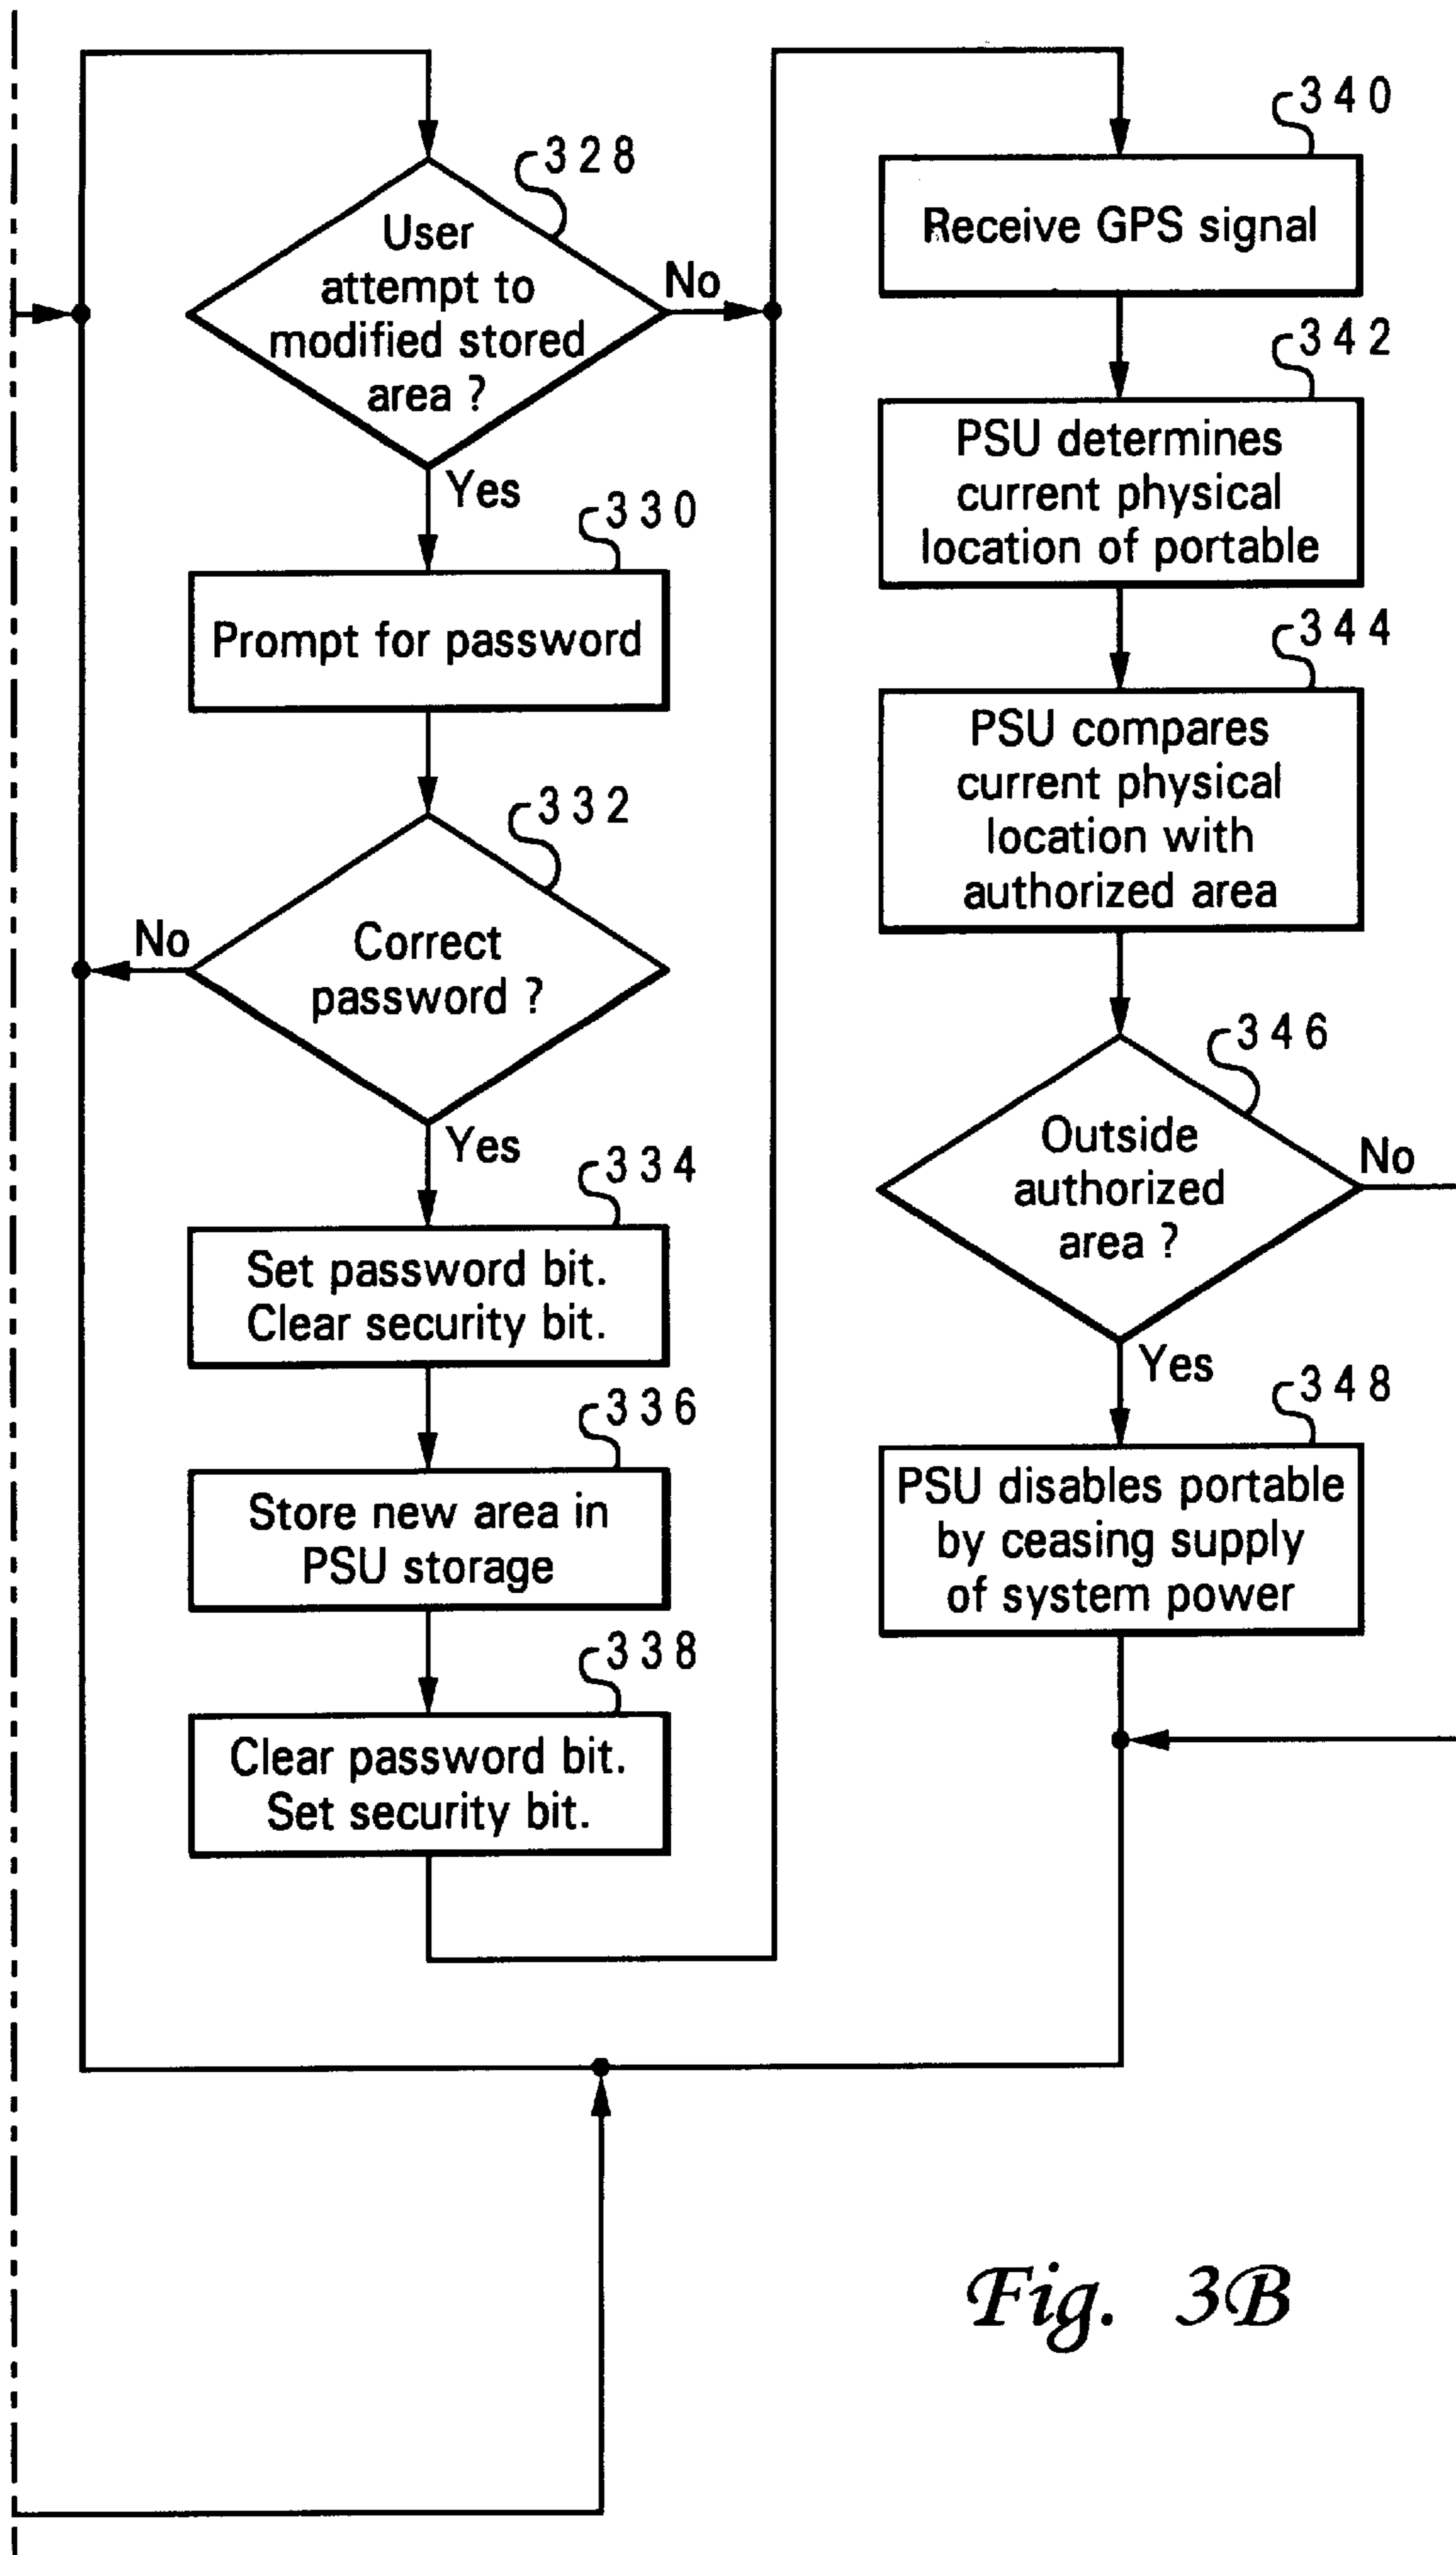 328
User
attempt to
modified stored
area ?
No
Yes
330
Prompt for password
332
Correct
password ?
No
Yes
334
Set password bit.
Clear security bit.
336
Store new area in
PSU storage
338
Clear password bit.
Set security bit.
340
Receive GPS signal
342
PSU determines
current physical
location of portable
344
PSU compares
current physical
location with
authorized area
346
Outside
authorized
area ?
No
Yes
348
PSU disables portable
by ceasing supply
of system power
Fig. 3B